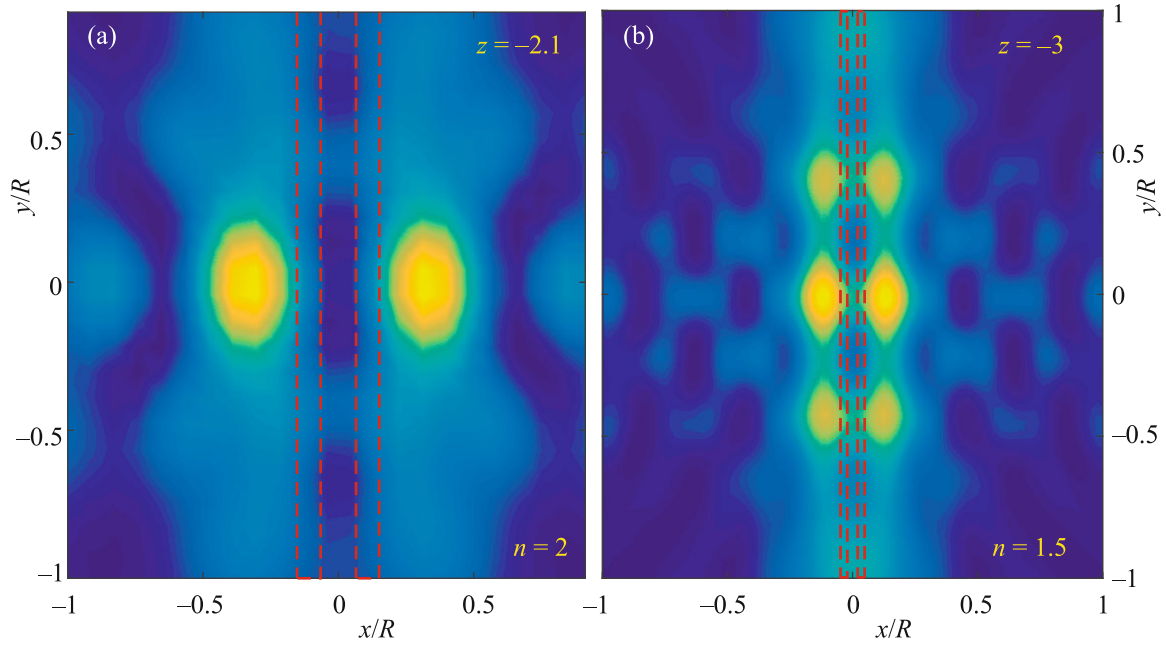 (a)
z = –2.1
(b)
z = –3
1
0.5
0.5
y/R
y/R
0
0
–0.5
–0.5
n = 2
n = 1.5
–1
–1
–1
–0.5
0
0.5
–1
–0.5
0
0.5
1
x/R
x/R